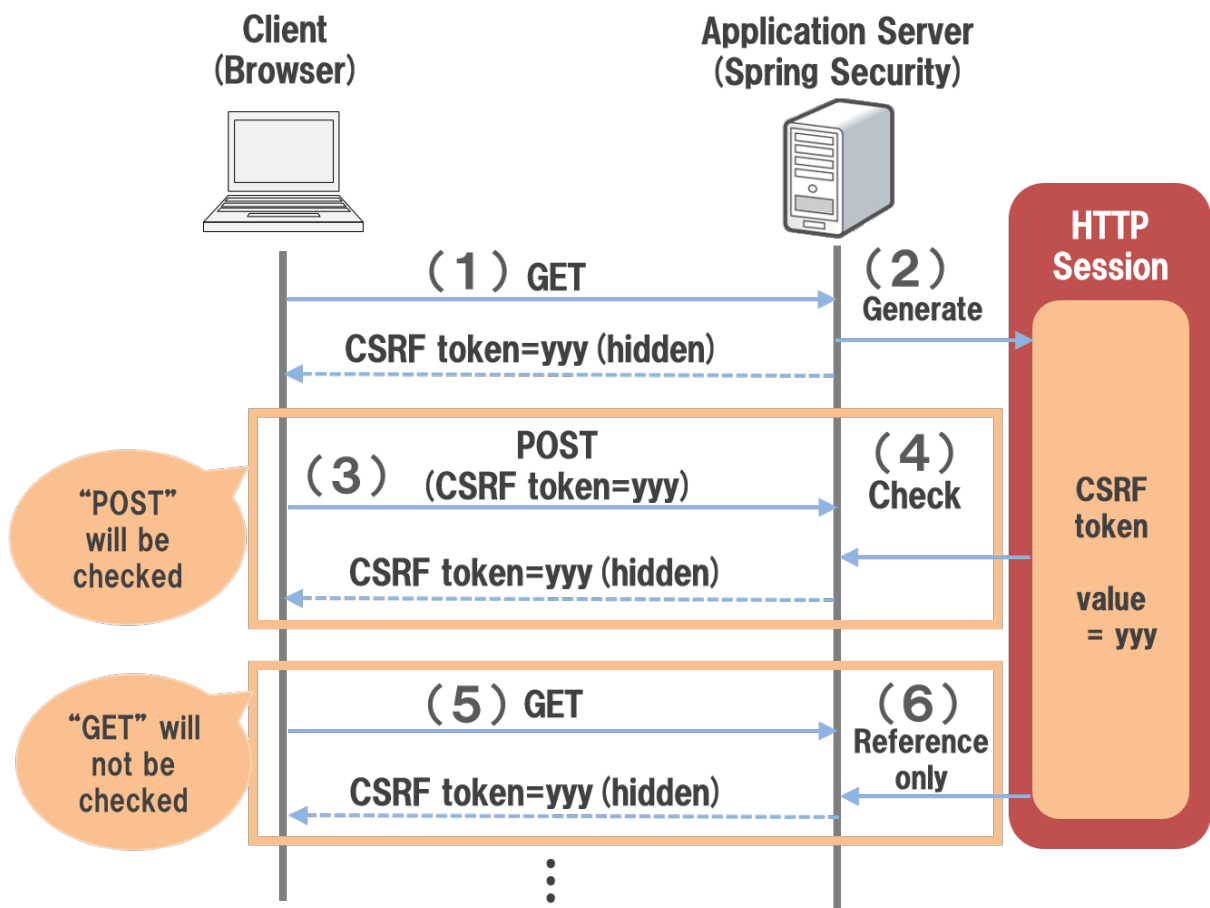 Client
(Browser)
Application Server
(Spring Security)
HTTP
Session
(1) GET
(2)
Generate
CSRF token=yyy (hidden)
“POST”
will be
checked
(3)
POST
(CSRF token=yyy)
(4)
Check
CSRF token=yyy (hidden)
CSRF
token
value
= yyy
“GET” will
not be
checked
(5) GET
(6)
Reference
only
CSRF token=yyy (hidden)